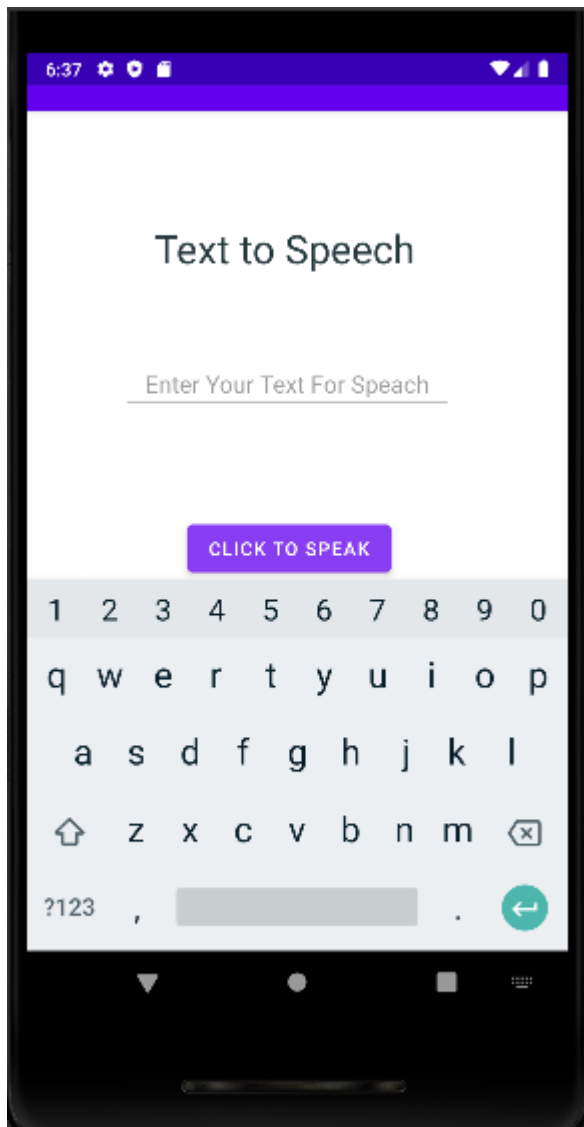 6:37
Text to Speech
Enter Your Text For Speach
CLICK TO SPEAK
1 2 3 4 5 6 7 8 9 0
q w e r t y u i o p
a s d f g h j k l
z x c v b n m
?123 , .